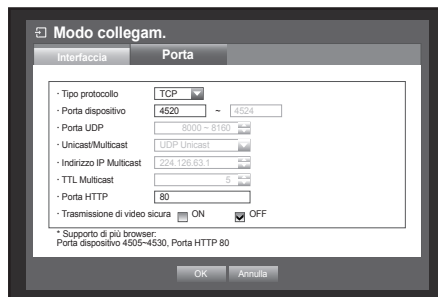 Modo collegam.
Interfaccia Porta
· Tipo protocollo TCP
· Porta dispositivo 4520 ~ 4524
· Porta UDP 8000 ~ 8160
· Unicast/Multicast UDP Unicast
· Indirizzo IP Multicast 224.126.63.1
· TTL Multicast 5
· Porta HTTP 80
· Trasmissione di video sicura ON OFF
* Supporto di più browser:
Porta dispositivo 4505~4530, Porta HTTP 80
OK Annulla